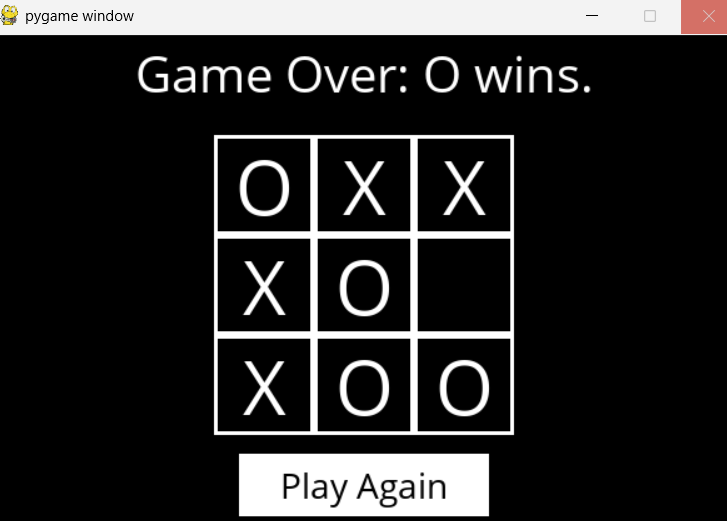 pygame window
Game Over: O wins.
O X X
X O
X O O
Play Again